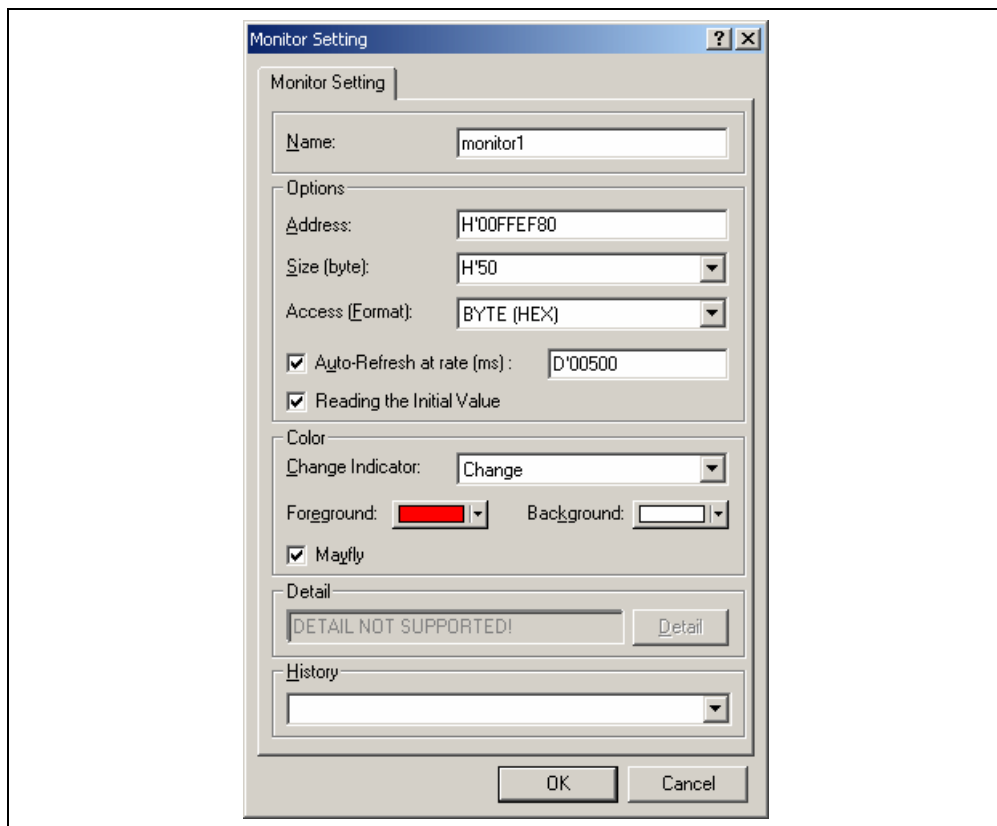 Monitor Setting
Monitor Setting
Name: monitor1
Options
Address: H'00FFEF80
Size (byte): H'50
Access (Format): BYTE (HEX)
Auto-Refresh at rate (ms) : D'00500
Reading the Initial Value
Color
Change Indicator: Change
Foreground: Background:
Mayfly
Detail
DETAIL NOT SUPPORTED! Detail
History
OK Cancel